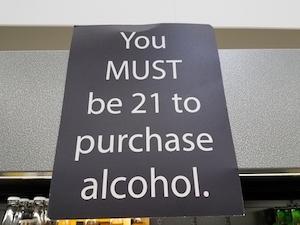 You
MUST
be 21 to
purchase
alcohol.